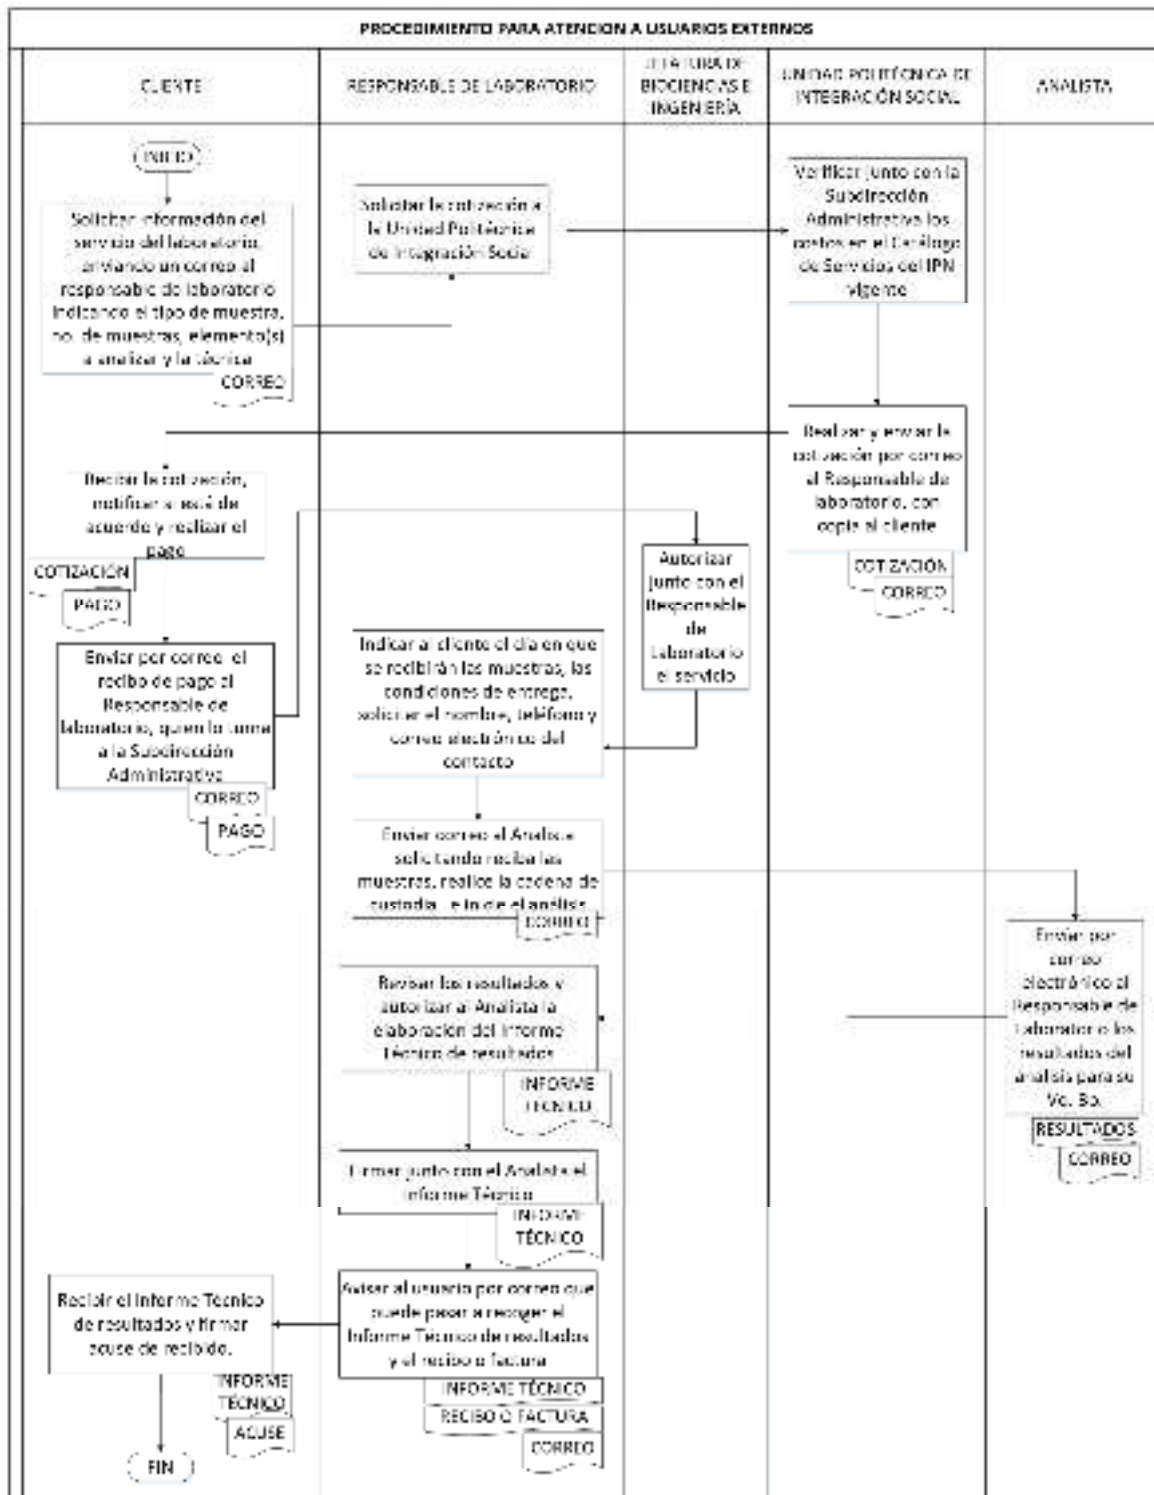 PROCEDIMIENTO PARA ATENCION A USUARIOS EXTERNOS
CLIENTE
RESPONSABLE DE LABORATORIO
JEFATURA DE
BIOCIENCIAS E
INGENIERÍA
UNIDAD POLITÉCNICA DE
INTEGRACIÓN SOCIAL
ANALISTA
INICIO
Solicitar información del
servicio del laboratorio,
enviando un correo al
responsable de laboratorio
indicando el tipo de muestra,
no. de muestras, elemento(s)
a analizar y la técnica
CORREO
Solicitar la cotización a
la Unidad Politécnica
de Integración Social
Verificar junto con la
Subdirección
Administrativa los
costos en el Catálogo
de Servicios del IPN
vigente
Realizar y enviar la
cotización por correo
al Responsable de
laboratorio, con
copia al cliente
COTIZACIÓN
CORREO
Recibir la cotización,
notificar si está de
acuerdo y realizar el
pago
COTIZACIÓN
PAGO
Enviar por correo el
recibo de pago al
Responsable de
laboratorio, quien lo turna
a la Subdirección
Administrativa
CORREO
PAGO
Autorizar
junto con el
Responsable
de
Laboratorio
el servicio
Indicar al cliente el día en que
se recibirán las muestras, las
condiciones de entrega,
solicitar el nombre, teléfono y
correo electrónico del
contacto
Enviar correo al Analista
solicitando reciba las
muestras, realice la cadena de
custodia e inicie el análisis
CORREO
Enviar por
correo
electrónico al
Responsable de
Laboratorio los
resultados del
análisis para su
Vo. Bo.
RESULTADOS
CORREO
Revisar los resultados y
autorizar al Analista la
elaboración del Informe
Técnico de resultados
INFORME
TÉCNICO
Firmar junto con el Analista el
Informe Técnico
INFORME
TÉCNICO
Avisar al usuario por correo que
puede pasar a recoger el
Informe Técnico de resultados
y el recibo o factura
INFORME TÉCNICO
RECIBO O FACTURA
CORREO
Recibir el Informe Técnico
de resultados y firmar
acuse de recibido.
INFORME
TÉCNICO
ACUSE
FIN